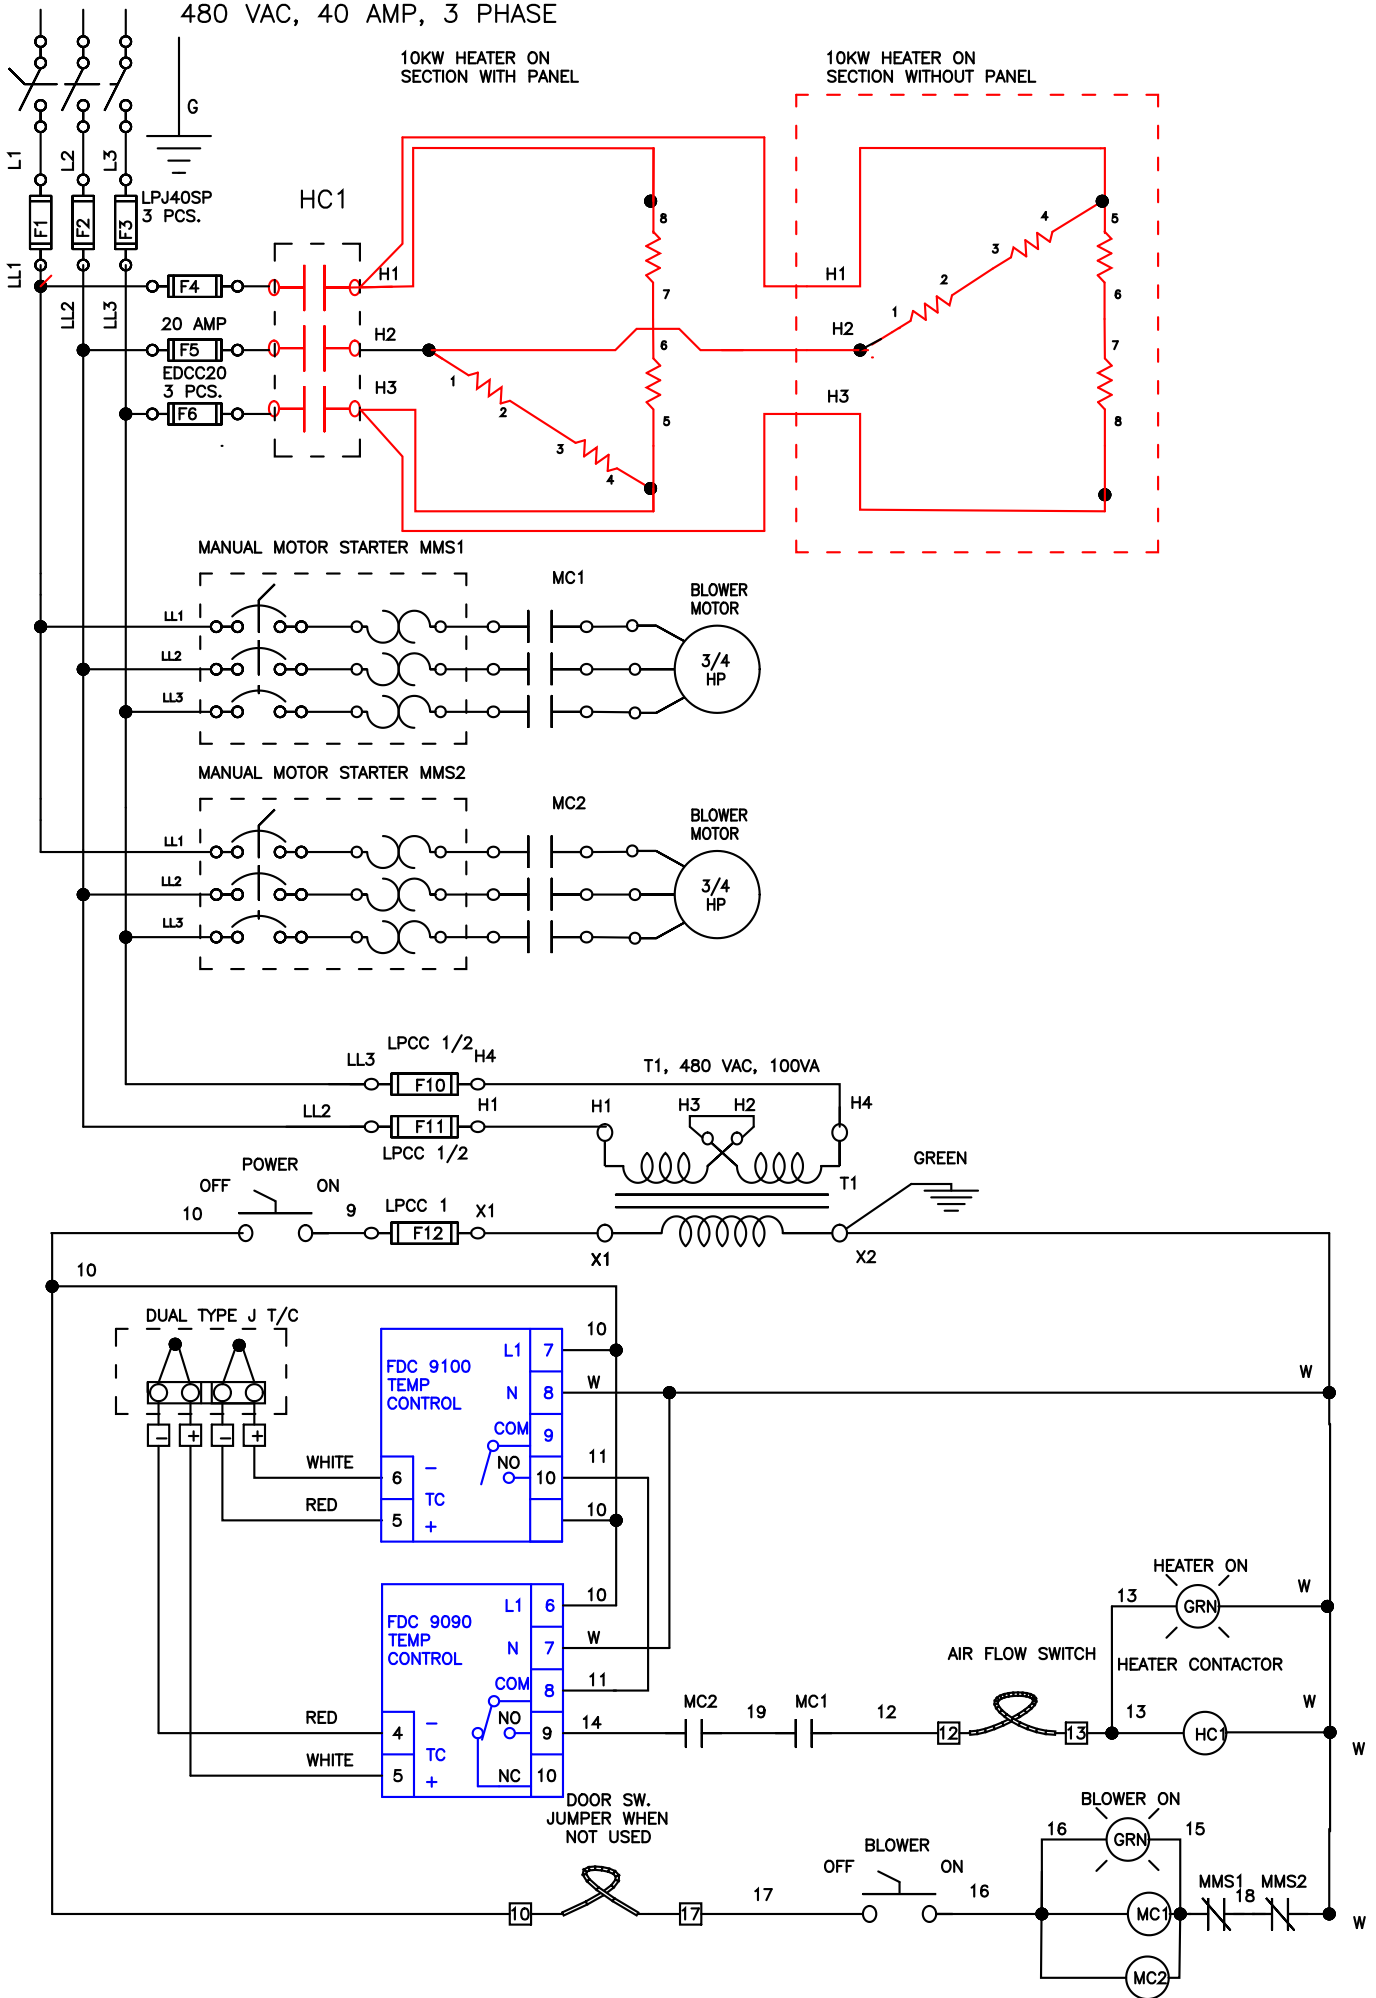 480 VAC, 40 AMP, 3 PHASE
10KW HEATER ON
SECTION WITH PANEL
10KW HEATER ON
SECTION WITHOUT PANEL
G
L1
L2
L3
LPJ40SP
3 PCS.
F1
F2
F3
HC1
LL1
LL2
LL3
F4
20 AMP
F5
EDCC20
3 PCS.
F6
H1
H2
H3
8
7
6
5
1
2
3
4
H1
H2
H3
1
2
3
4
5
6
7
8
MANUAL MOTOR STARTER MMS1
MC1
BLOWER
MOTOR
LL1
LL2
LL3
3/4
HP
MANUAL MOTOR STARTER MMS2
MC2
BLOWER
MOTOR
LL1
LL2
LL3
3/4
HP
LPCC 1/2
LL3
F10
H4
T1, 480 VAC, 100VA
LL2
F11
H1
LPCC 1/2
H1
H3
H2
H4
T1
POWER
OFF
ON
10
9
LPCC 1
F12
X1
X1
X2
GREEN
10
DUAL TYPE J T/C
−
+
−
+
FDC 9100
TEMP
CONTROL
L1
7
10
N
8
W
W
COM
9
NO
10
11
10
WHITE
6
−
TC
RED
5
+
FDC 9090
TEMP
CONTROL
L1
6
10
N
7
W
COM
8
11
NO
9
14
NC
10
RED
4
−
TC
WHITE
5
+
MC2
19
MC1
12
AIR FLOW SWITCH
12
13
HEATER ON
13
GRN
W
HEATER CONTACTOR
13
HC1
W
W
DOOR SW.
JUMPER WHEN
NOT USED
10
17
17
BLOWER
OFF
ON
16
BLOWER ON
16
GRN
15
MC1
MC2
MMS1
18
MMS2
W